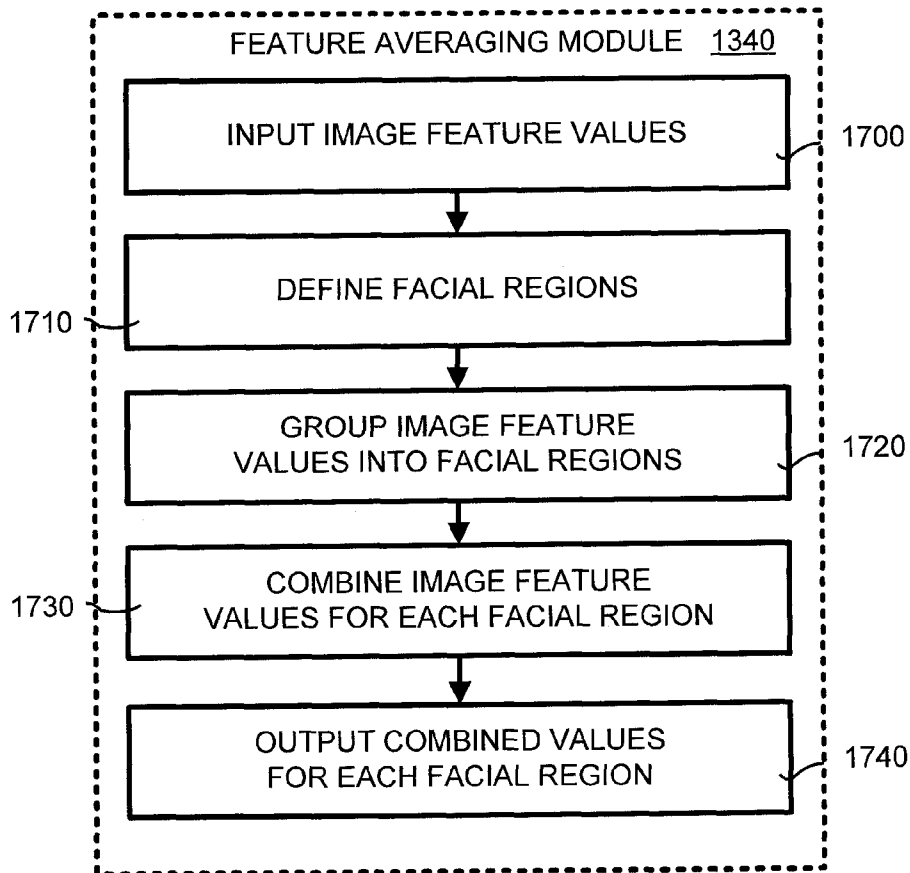 FEATURE AVERAGING MODULE 1340
INPUT IMAGE FEATURE VALUES
1700
DEFINE FACIAL REGIONS
1710
GROUP IMAGE FEATURE
VALUES INTO FACIAL REGIONS
1720
COMBINE IMAGE FEATURE
VALUES FOR EACH FACIAL REGION
1730
OUTPUT COMBINED VALUES
FOR EACH FACIAL REGION
1740